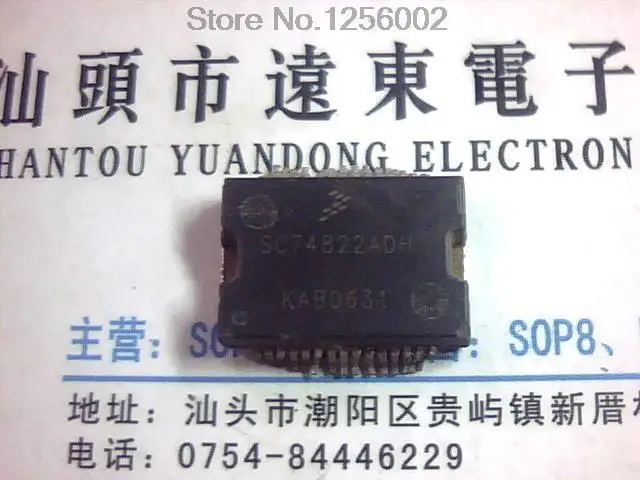 Store No.1256002
汕頭市遠東電子
HANTOU YUANDONG ELECTRON
SC74822ADH
KAB0631
主营: SO : SOP8、
地址: 汕头市潮阳区贵屿镇新厝
电话: 0754-84446229